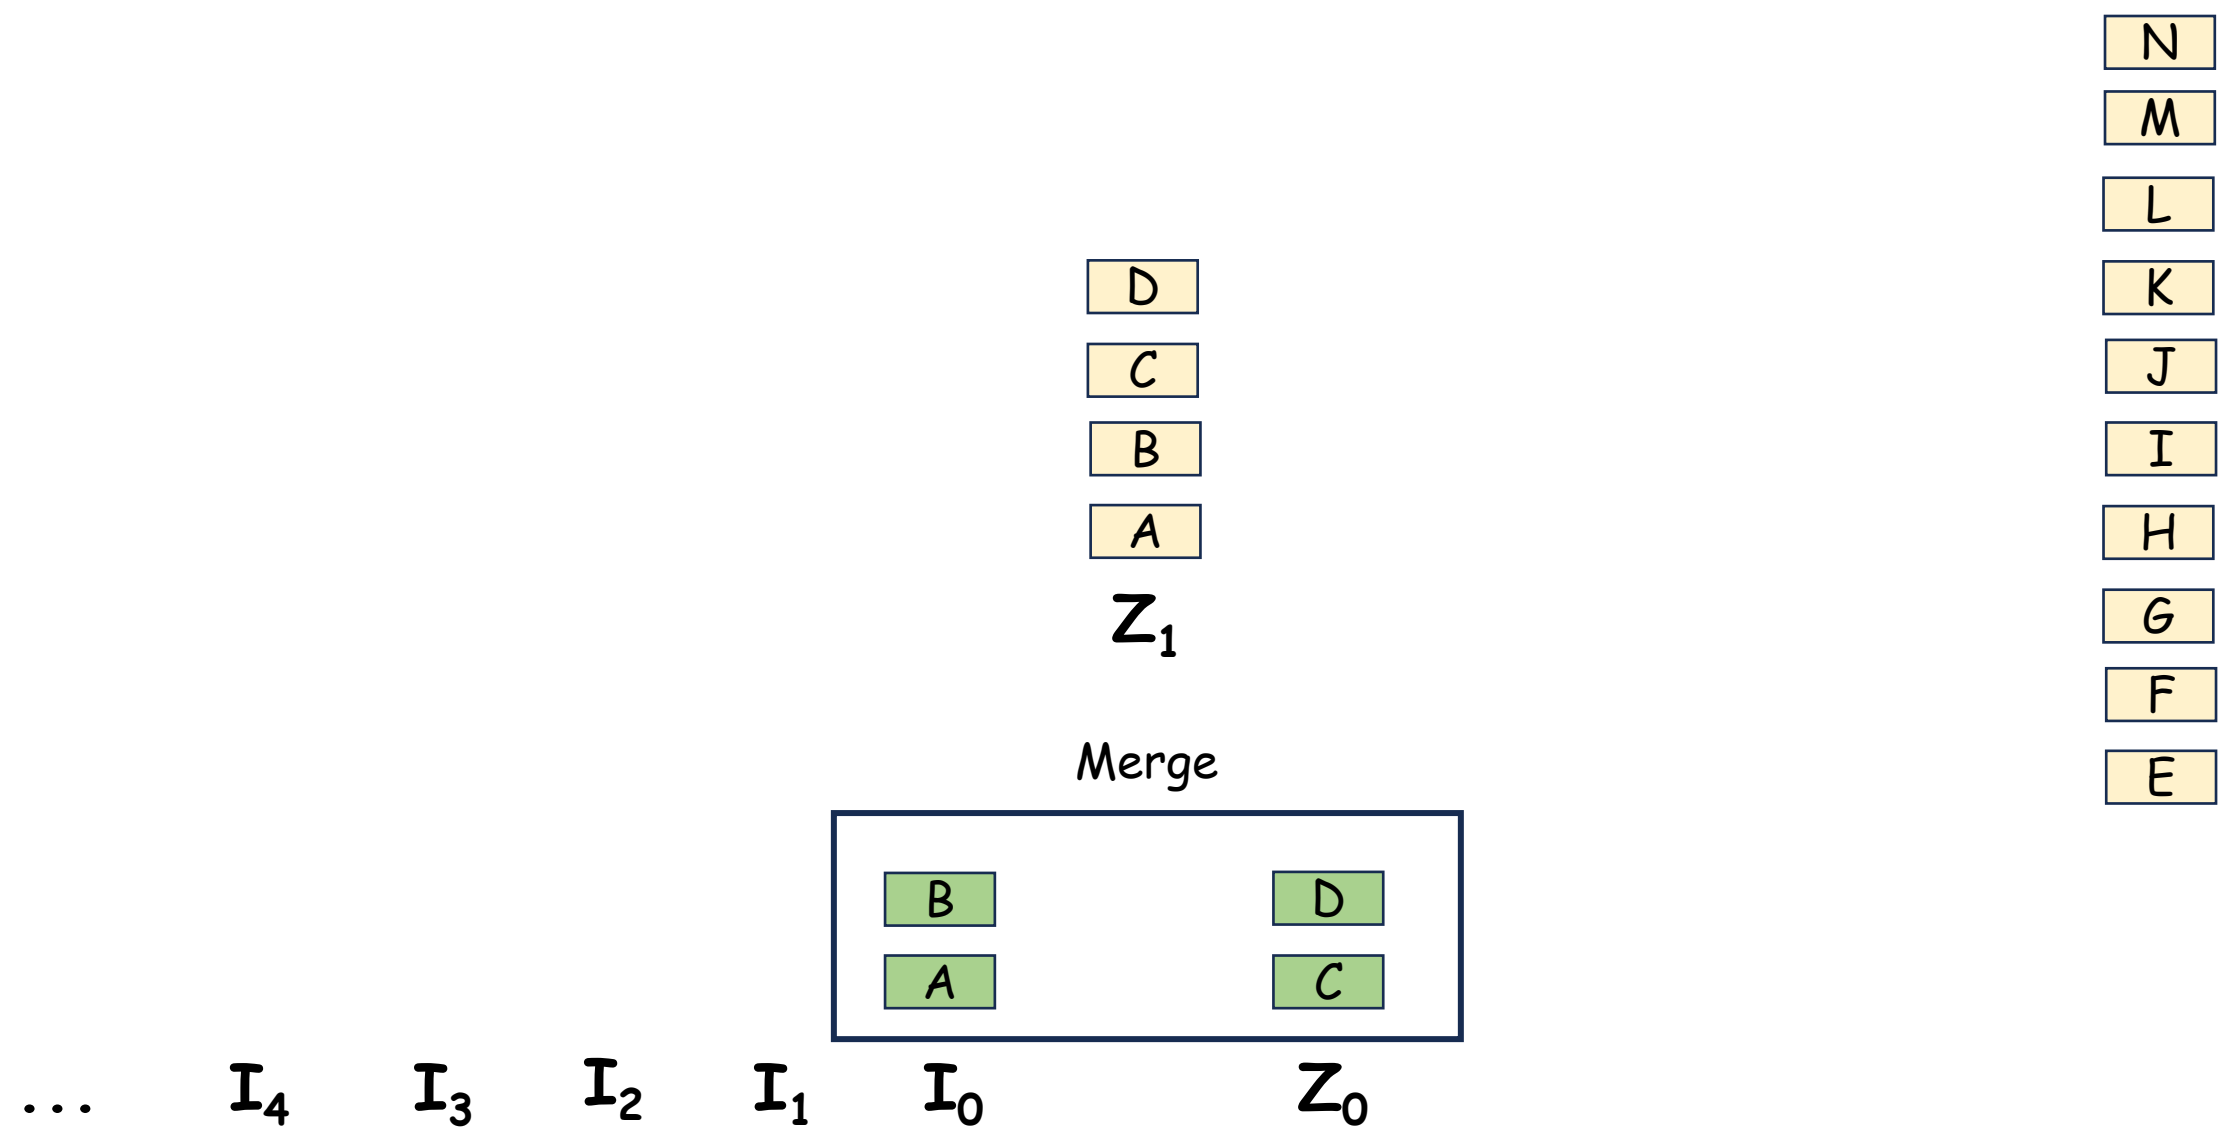 N
M
L
D K
C J
B I
A H
Z₁ G
F
Merge E
B D
A C
... I₄ I₃ I₂ I₁ I₀ Z₀